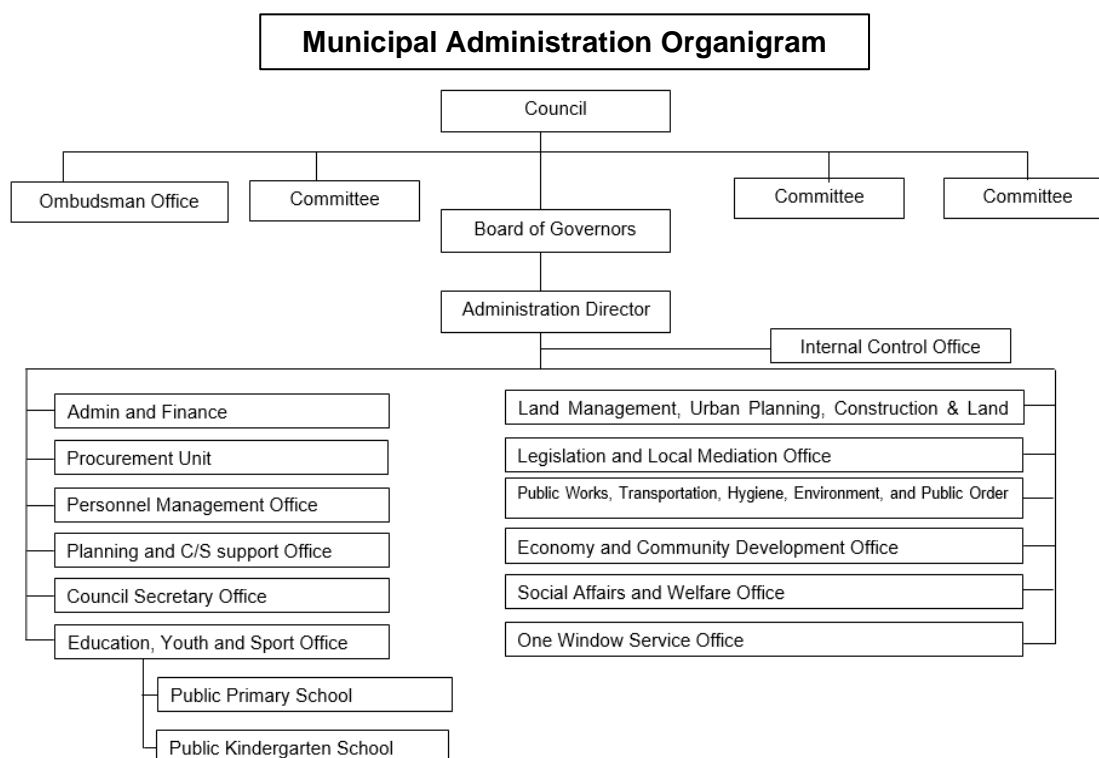 Municipal Administration Organigram
Council
Ombudsman Office
Committee
Committee
Committee
Board of Governors
Administration Director
Internal Control Office
Admin and Finance
Procurement Unit
Personnel Management Office
Planning and C/S support Office
Council Secretary Office
Education, Youth and Sport Office
Public Primary School
Public Kindergarten School
Land Management, Urban Planning, Construction & Land
Legislation and Local Mediation Office
Public Works, Transportation, Hygiene, Environment, and Public Order
Economy and Community Development Office
Social Affairs and Welfare Office
One Window Service Office